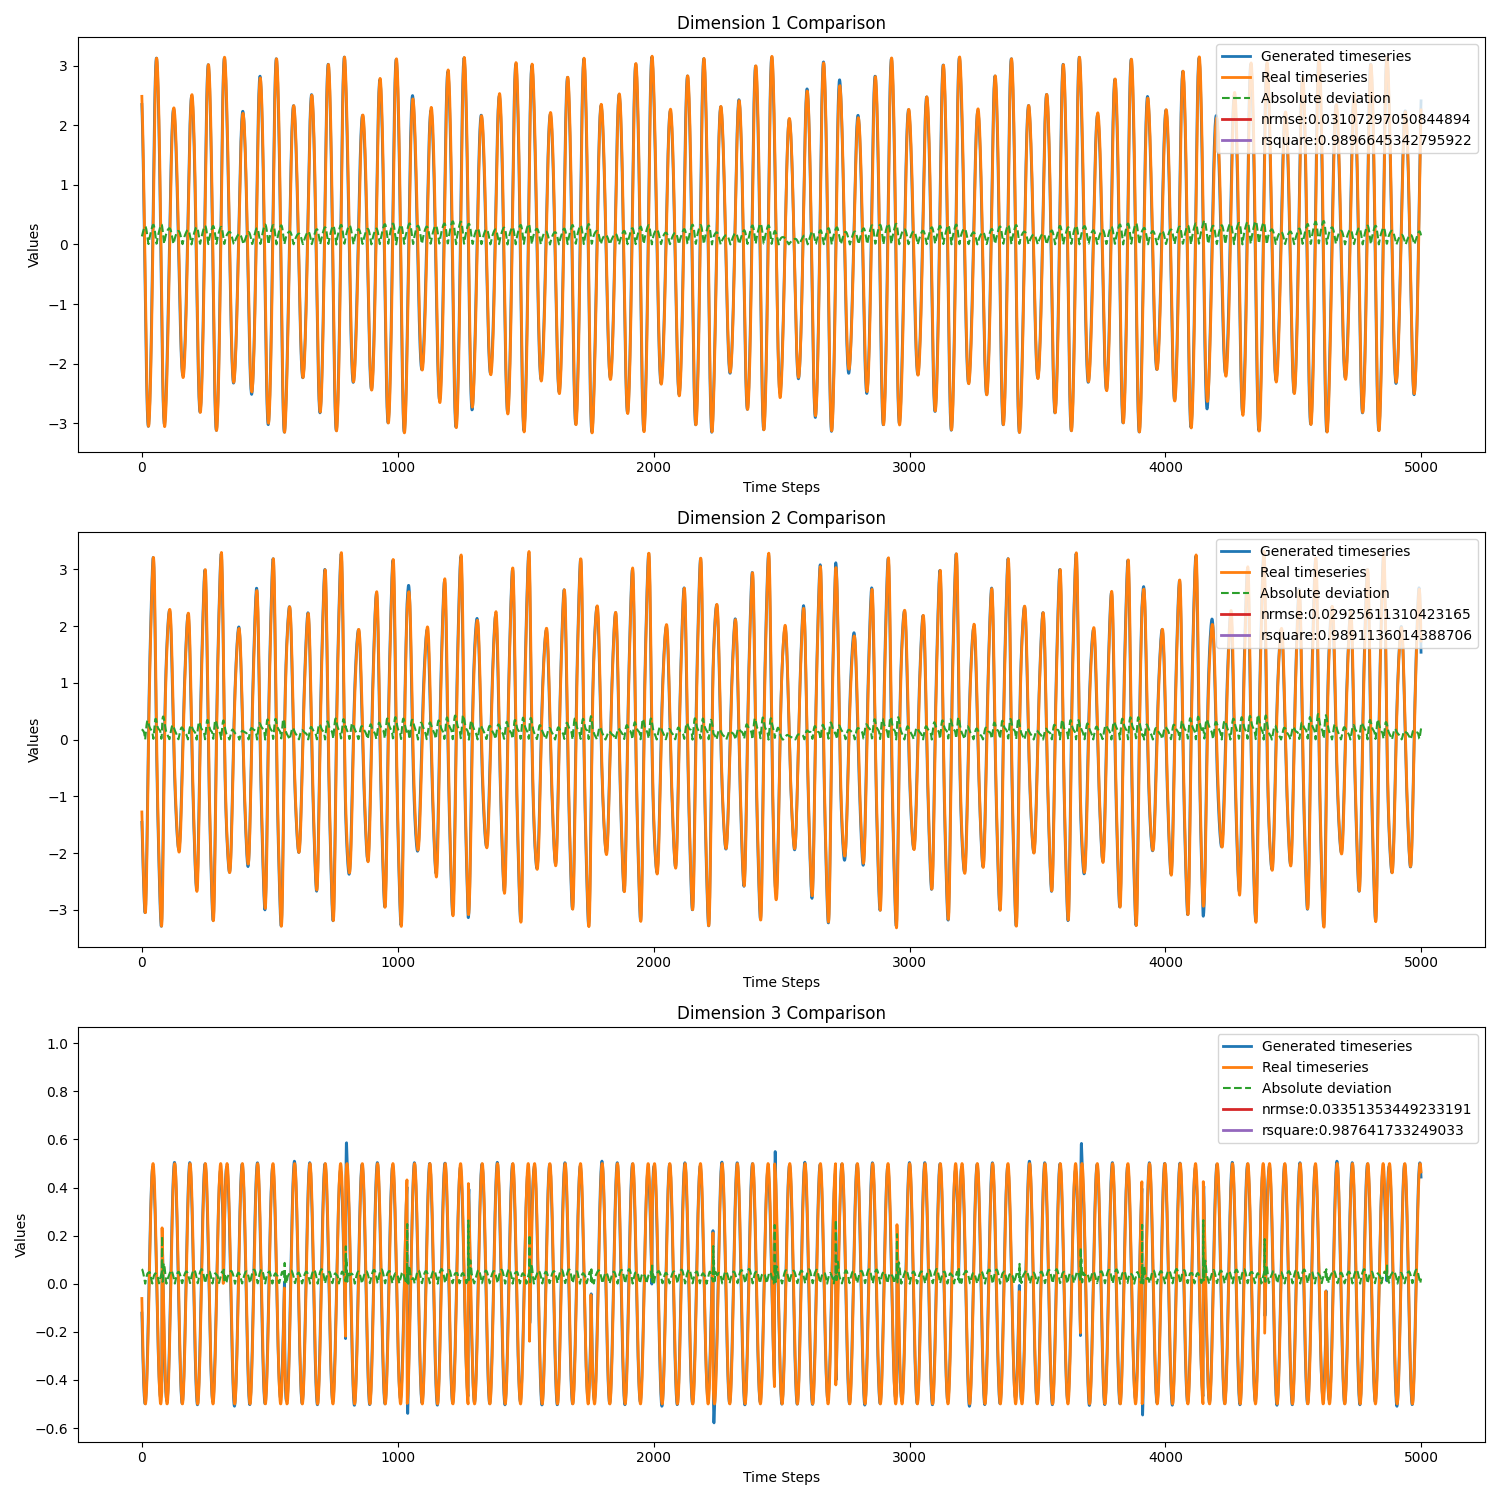 Dimension 1 Comparison
Values
3
2
1
0
−1
−2
−3
Generated timeseries
Real timeseries
Absolute deviation
nrmse:0.03107297050844894
rsquare:0.9896645342795922
0 1000 2000 3000 4000 5000
Time Steps
Dimension 2 Comparison
Values
3
2
1
0
−1
−2
−3
Generated timeseries
Real timeseries
Absolute deviation
nrmse:0.02925611310423165
rsquare:0.9891136014388706
0 1000 2000 3000 4000 5000
Time Steps
Dimension 3 Comparison
Values
1.0
0.8
0.6
0.4
0.2
0.0
−0.2
−0.4
−0.6
Generated timeseries
Real timeseries
Absolute deviation
nrmse:0.03351353449233191
rsquare:0.987641733249033
0 1000 2000 3000 4000 5000
Time Steps